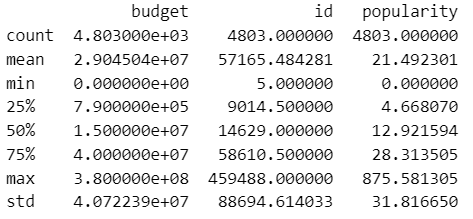 budget id popularity
count 4.803000e+03 4803.000000 4803.000000
mean 2.904504e+07 57165.484281 21.492301
min 0.000000e+00 5.000000 0.000000
25% 7.900000e+05 9014.500000 4.668070
50% 1.500000e+07 14629.000000 12.921594
75% 4.000000e+07 58610.500000 28.313505
max 3.800000e+08 459488.000000 875.581305
std 4.072239e+07 88694.614033 31.816650